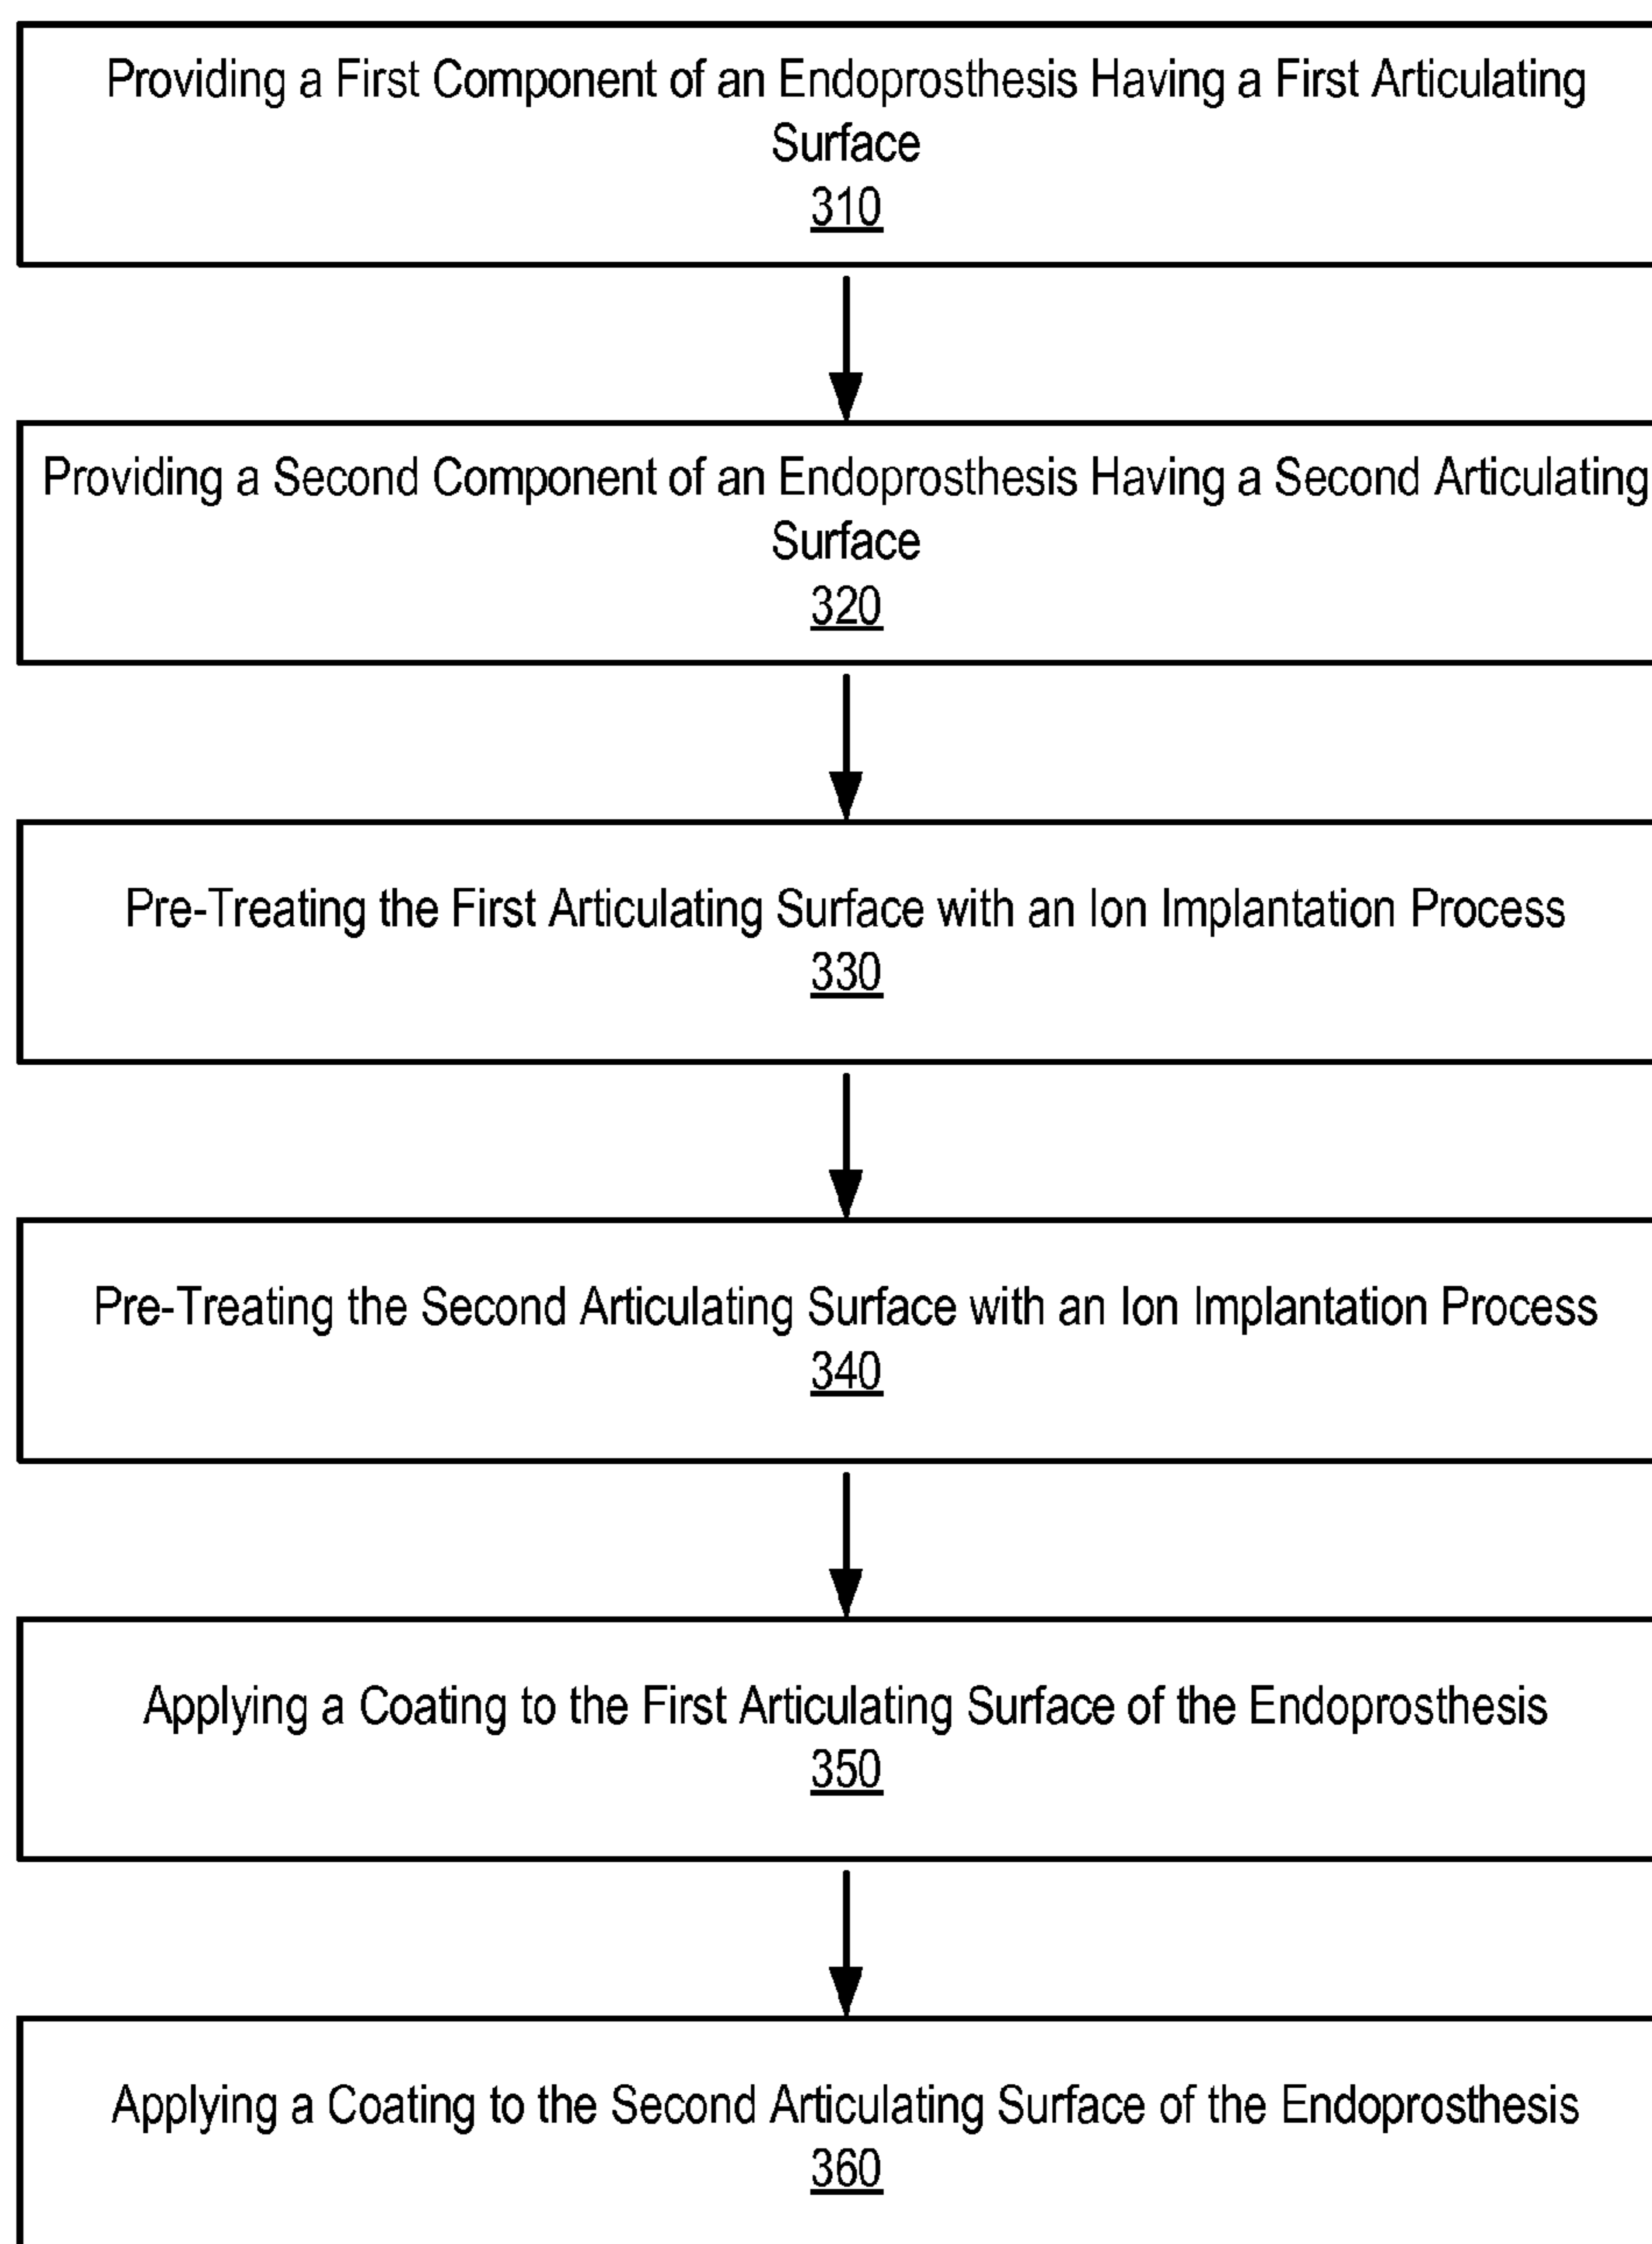 Providing a First Component of an Endoprosthesis Having a First Articulating
Surface
310
Providing a Second Component of an Endoprosthesis Having a Second Articulating
Surface
320
Pre-Treating the First Articulating Surface with an Ion Implantation Process
330
Pre-Treating the Second Articulating Surface with an Ion Implantation Process
340
Applying a Coating to the First Articulating Surface of the Endoprosthesis
350
Applying a Coating to the Second Articulating Surface of the Endoprosthesis
360